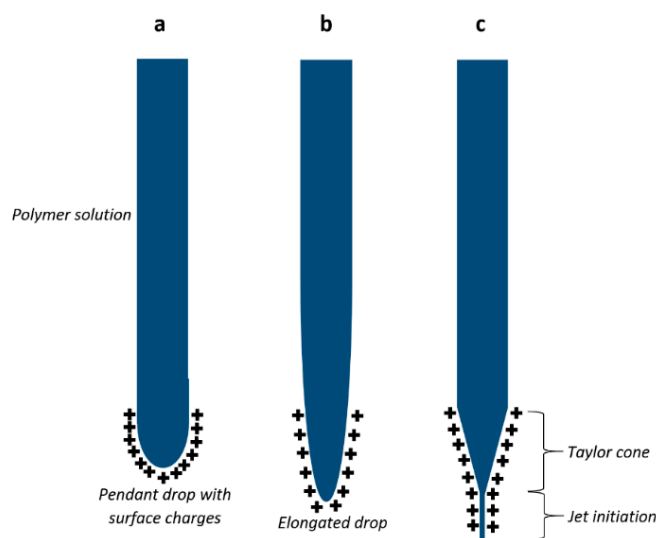 a
b
c
Polymer solution
Pendant drop with
surface charges
Elongated drop
Taylor cone
Jet initiation